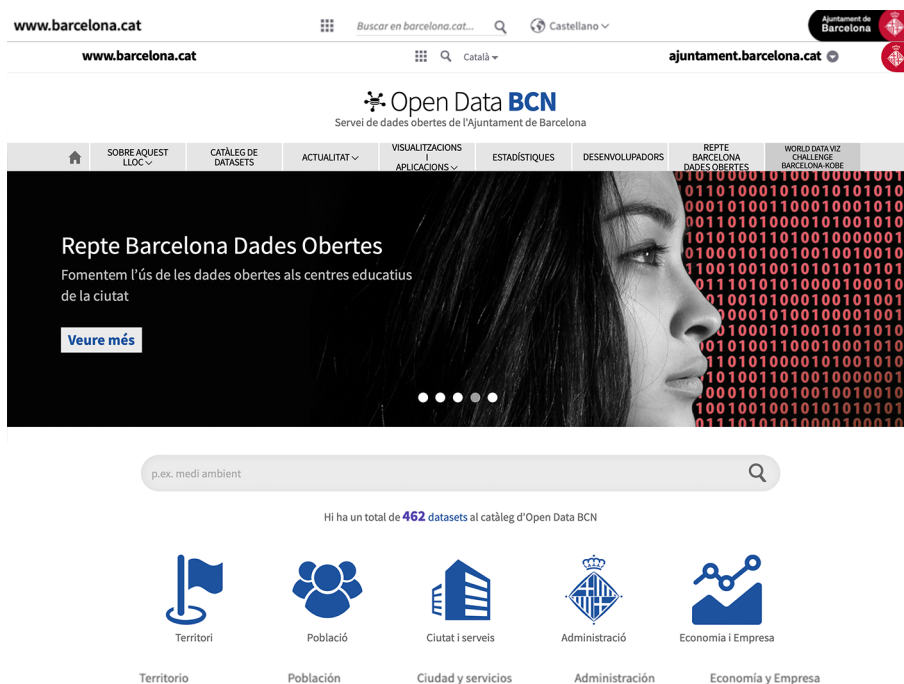 www.barcelona.cat
Buscar en barcelona.cat...
Castellano
Ajuntament de
Barcelona
www.barcelona.cat
Català
ajuntament.barcelona.cat
Open Data BCN
Servei de dades obertes de l'Ajuntament de Barcelona
SOBRE AQUEST
LLOC
CATÀLEG DE
DATASETS
ACTUALITAT
VISUALITZACIONS
I
APLICACIONS
ESTADÍSTIQUES
DESENVOLUPADORS
REPTE
BARCELONA
DADES OBERTES
WORLD DATA VIZ
CHALLENGE
BARCELONA-KOBE
Repte Barcelona Dades Obertes
Fomentem l'ús de les dades obertes als centres educatius
de la ciutat
Veure més
p.ex. medi ambient
Hi ha un total de 462 datasets al catàleg d'Open Data BCN
Territori
Població
Ciutat i serveis
Administració
Economia i Empresa
Territorio
Población
Ciudad y servicios
Administración
Economía y Empresa